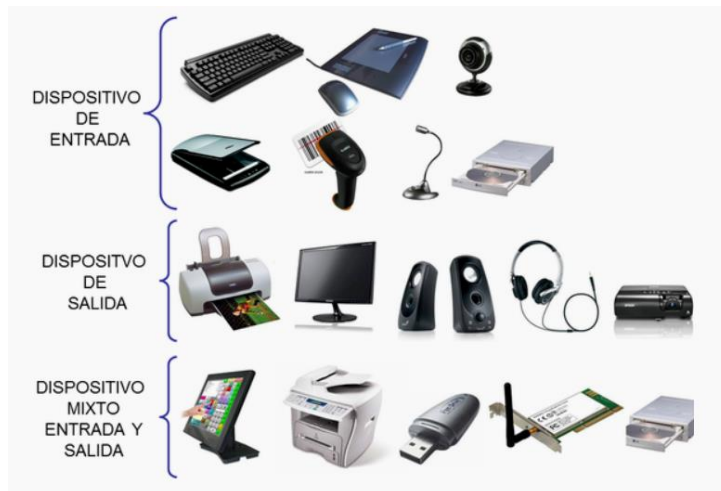 DISPOSITIVO
DE
ENTRADA
DISPOSITVO
DE
SALIDA
DISPOSITIVO
MIXTO
ENTRADA Y
SALIDA